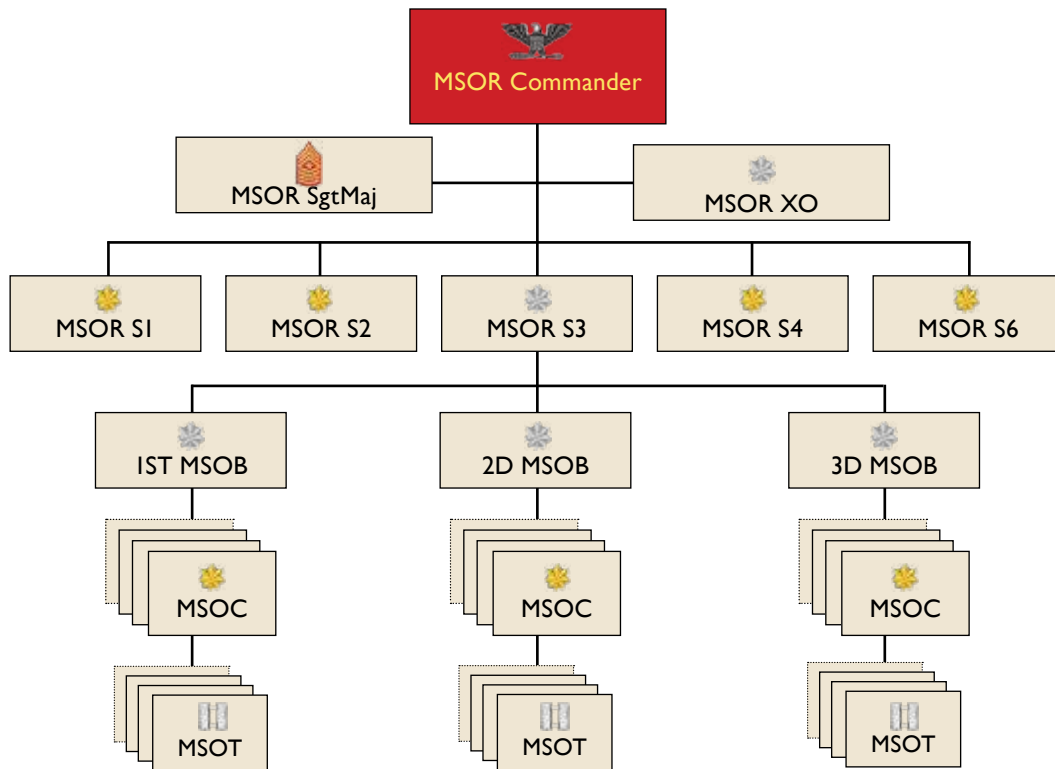 MSOR Commander
MSOR SgtMaj
MSOR XO
MSOR S1
MSOR S2
MSOR S3
MSOR S4
MSOR S6
1ST MSOB
2D MSOB
3D MSOB
MSOC
MSOC
MSOC
MSOT
MSOT
MSOT